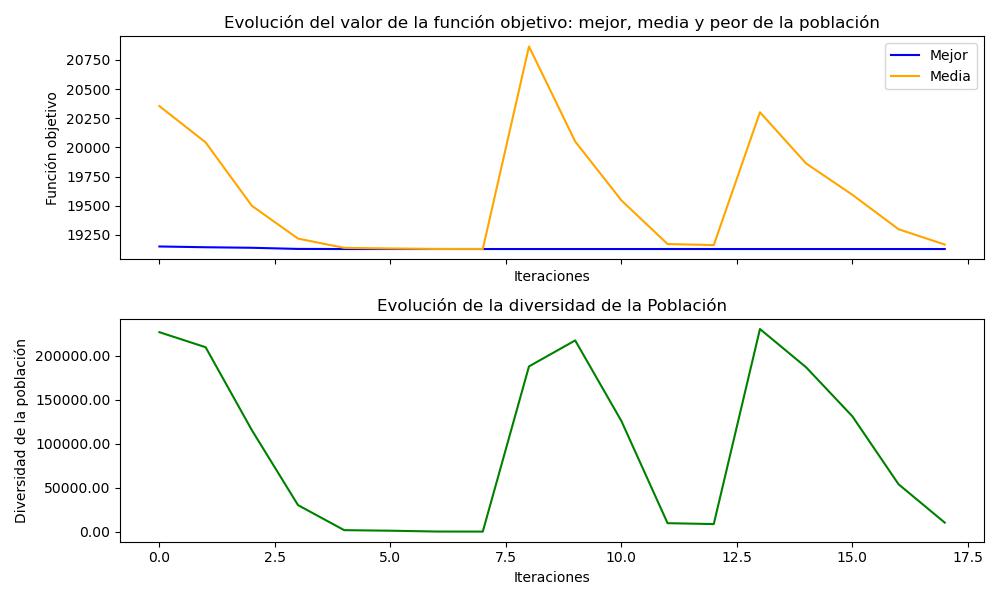 Evolución del valor de la función objetivo: mejor, media y peor de la población
Función objetivo
20750
20500
20250
20000
19750
19500
19250
Mejor
Media
Iteraciones
Evolución de la diversidad de la Población
Diversidad de la población
200000.00
150000.00
100000.00
50000.00
0.00
0.0 2.5 5.0 7.5 10.0 12.5 15.0 17.5
Iteraciones